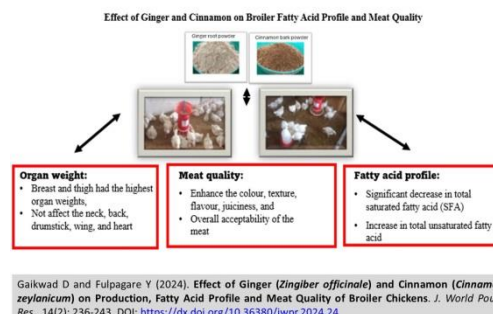 Effect of Ginger and Cinnamon on Broiler Fatty Acid Profile and Meat Quality
Ginger root powder
Cinnamon bark powder
Organ weight:
• Breast and thigh had the highest
organ weights,
• Not affect the neck, back,
drumstick, wing, and heart
Meat quality:
• Enhance the colour, texture,
flavour, juiciness, and
• Overall acceptability of the
meat
Fatty acid profile:
• Significant decrease in total
saturated fatty acid (SFA)
• Increase in total unsaturated fatty
acid
Gaikwad D and Fulpagare Y (2024). Effect of Ginger (Zingiber officinale) and Cinnamon (Cinnam
zeylanicum) on Production, Fatty Acid Profile and Meat Quality of Broiler Chickens. J. World Pou
Res., 14(2): 236-243. DOI: https://dx.doi.org/10.36380/jwpr.2024.24